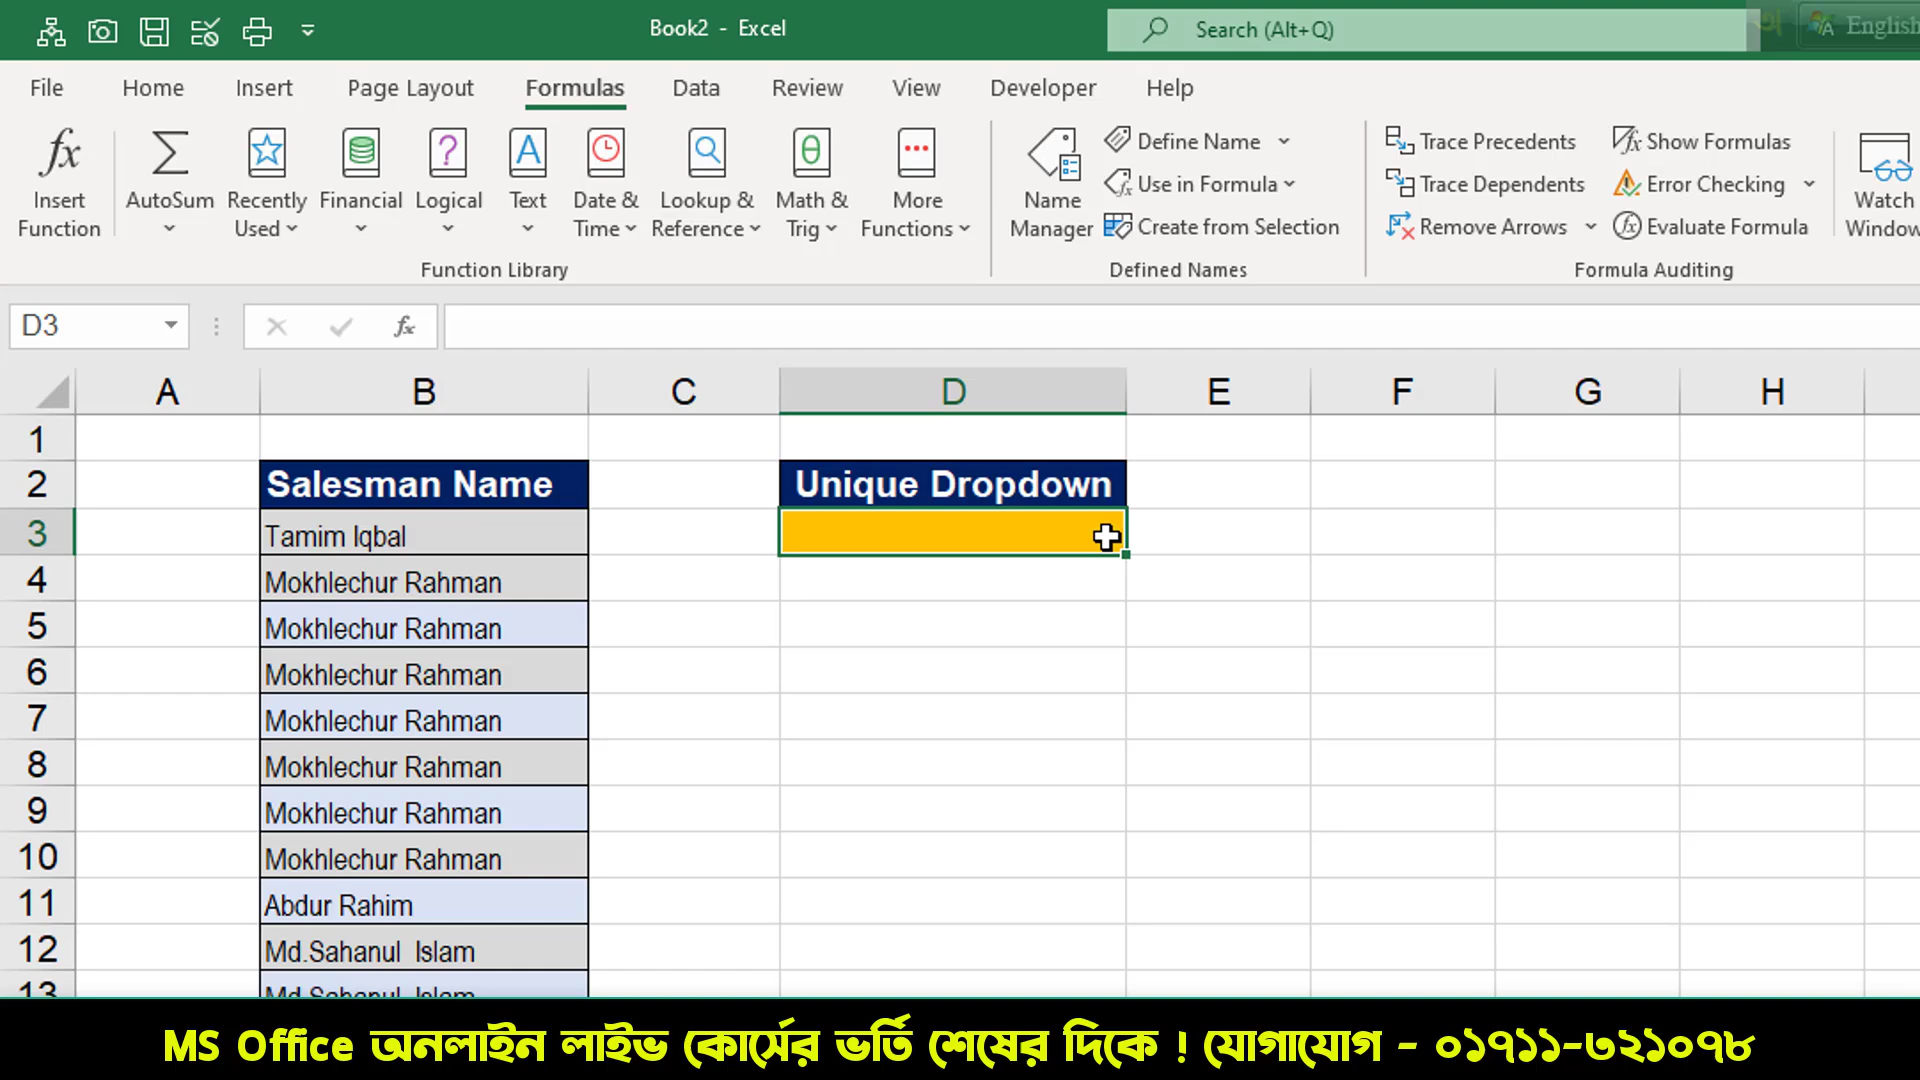 Book2 - Excel
Search (Alt+Q)
English
File Home Insert Page Layout Formulas Data Review View Developer Help
Insert Function
AutoSum
Recently Used
Financial
Logical
Text
Date & Time
Lookup & Reference
Math & Trig
More Functions
Function Library
Name Manager
Define Name
Use in Formula
Create from Selection
Defined Names
Trace Precedents
Trace Dependents
Remove Arrows
Show Formulas
Error Checking
Evaluate Formula
Formula Auditing
Watch Window
D3
fx
A B C D E F G H
1
2 Salesman Name Unique Dropdown
3 Tamim Iqbal
4 Mokhlechur Rahman
5 Mokhlechur Rahman
6 Mokhlechur Rahman
7 Mokhlechur Rahman
8 Mokhlechur Rahman
9 Mokhlechur Rahman
10 Mokhlechur Rahman
11 Abdur Rahim
12 Md.Sahanul Islam
13 Md.Sahanul Islam
MS Office অনলাইন লাইভ কোর্সের ভর্তি শেষের দিকে ! যোগাযোগ - ০১৭১১-৩২১০৭৮